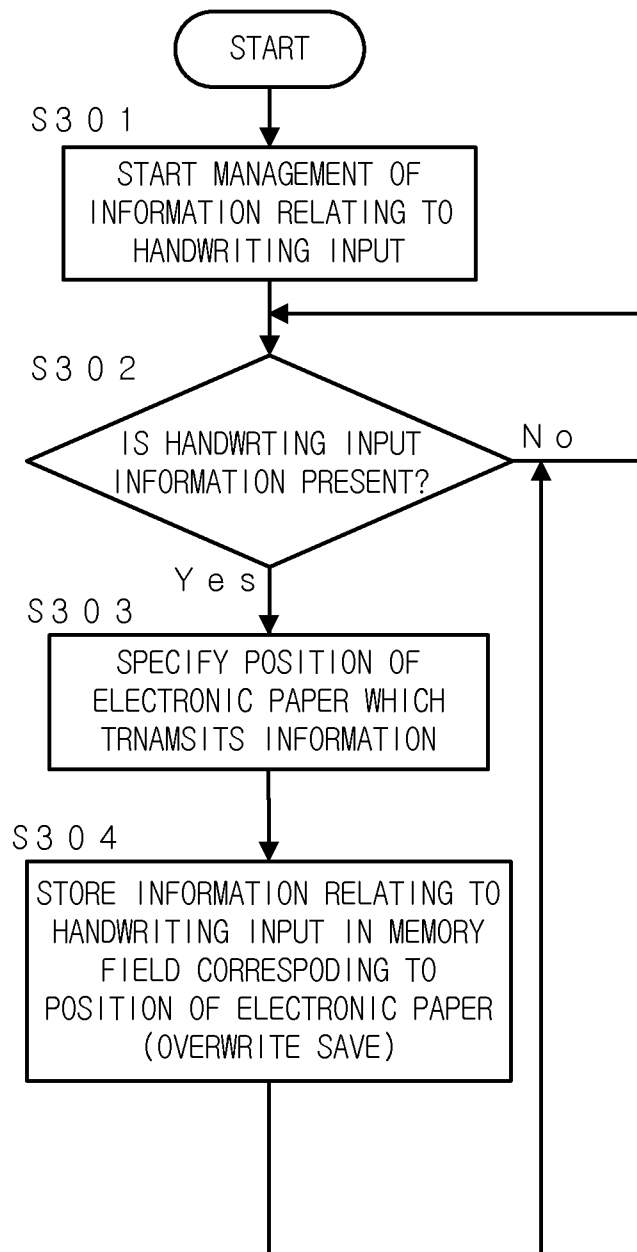 START
S301
START MANAGEMENT OF
INFORMATION RELATING TO
HANDWRITING INPUT
S302
IS HANDWRTING INPUT
INFORMATION PRESENT?
No
Yes
S303
SPECIFY POSITION OF
ELECTRONIC PAPER WHICH
TRNAMSITS INFORMATION
S304
STORE INFORMATION RELATING TO
HANDWRITING INPUT IN MEMORY
FIELD CORRESPODING TO
POSITION OF ELECTRONIC PAPER
(OVERWRITE SAVE)